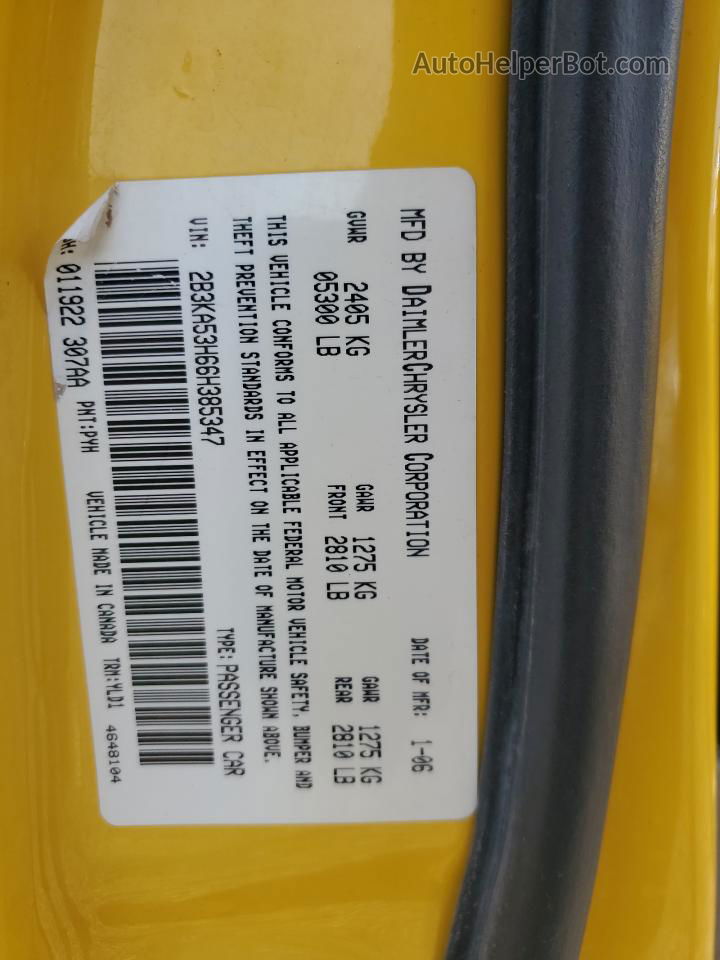 AutoHelperBot.com
MFD BY DAIMLERCHRYSLER CORPORATION DATE OF MFR: 1-06
GVWR 2405 KG GAWR 1275 KG GAWR 1275 KG
05300 LB FRONT 2810 LB REAR 2810 LB
THIS VEHICLE CONFORMS TO ALL APPLICABLE FEDERAL MOTOR VEHICLE SAFETY, BUMPER AND
THEFT PREVENTION STANDARDS IN EFFECT ON THE DATE OF MANUFACTURE SHOWN ABOVE.
VIN: 2B3KA53H66H385347 TYPE: PASSENGER CAR
011922 307AA PNT:PYH VEHICLE MADE IN CANADA TRM:YLD1 4648104